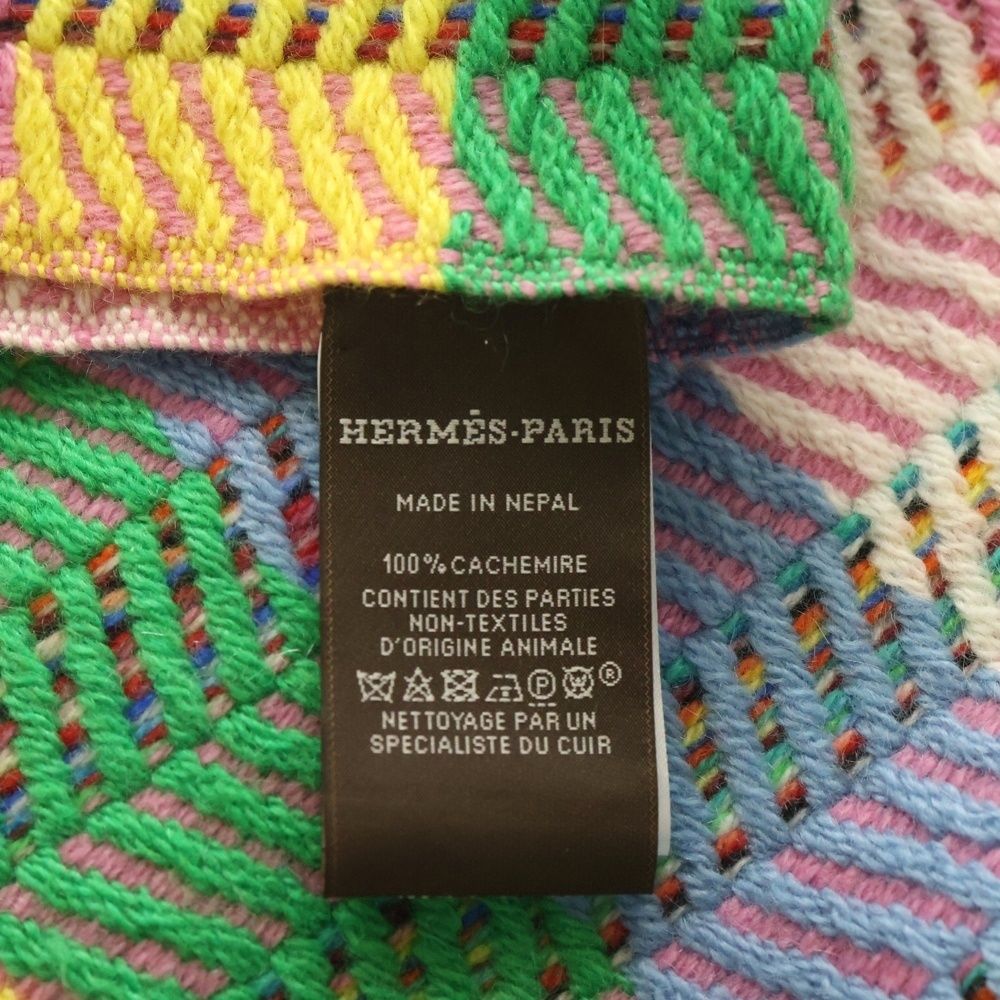 HERMÈS-PARIS
MADE IN NEPAL
100% CACHEMIRE
CONTIENT DES PARTIES
NON-TEXTILES
D'ORIGINE ANIMALE
P ®
NETTOYAGE PAR UN
SPECIALISTE DU CUIR